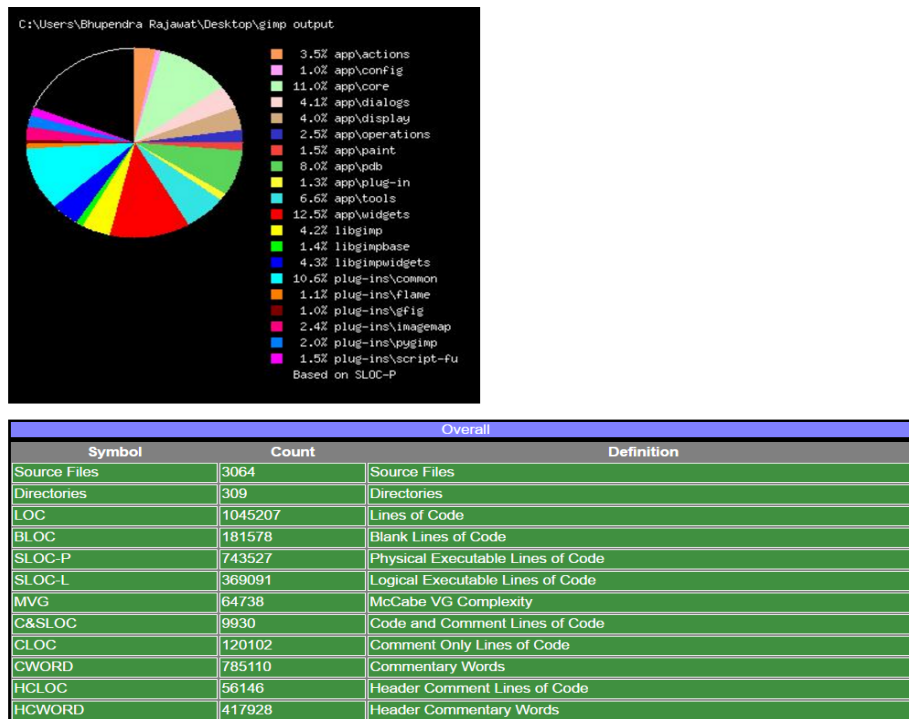 C:\Users\Bhupendra Rajawat\Desktop\gimp output
3.5% app\actions
1.0% app\config
11.0% app\core
4.1% app\dialogs
4.0% app\display
2.5% app\operations
1.5% app\paint
8.0% app\pdb
1.3% app\plug-in
6.6% app\tools
12.5% app\widgets
4.2% libgimp
1.4% libgimpbase
4.3% libgimpwidgets
10.6% plug-ins\common
1.1% plug-ins\flame
1.0% plug-ins\gfig
2.4% plug-ins\imagemap
2.0% plug-ins\pygimp
1.5% plug-ins\script-fu
Based on SLOC-P
Overall
Symbol Count Definition
Source Files 3064 Source Files
Directories 309 Directories
LOC 1045207 Lines of Code
BLOC 181578 Blank Lines of Code
SLOC-P 743527 Physical Executable Lines of Code
SLOC-L 369091 Logical Executable Lines of Code
MVG 64738 McCabe VG Complexity
C&SLOC 9930 Code and Comment Lines of Code
CLOC 120102 Comment Only Lines of Code
CWORD 785110 Commentary Words
HCLOC 56146 Header Comment Lines of Code
HCWORD 417928 Header Commentary Words